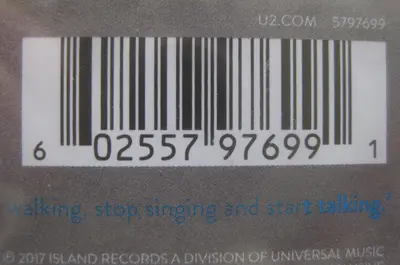 U2.COM 5797699
6 02557 97699 1
walking, stop singing and start talking.
© 2017 ISLAND RECORDS A DIVISION OF UNIVERSAL MUSIC